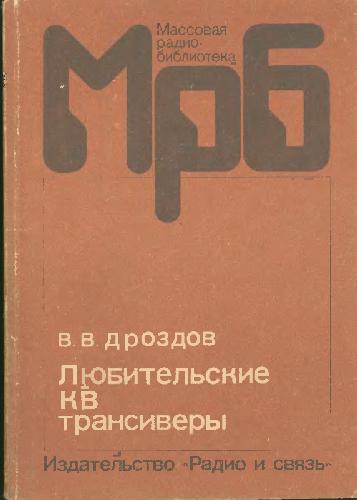 Массовая
радио-
библиотека
Мрб
В. В. Дроздов
Любительские
КВ
трансиверы
Издательство «Радио и связь»